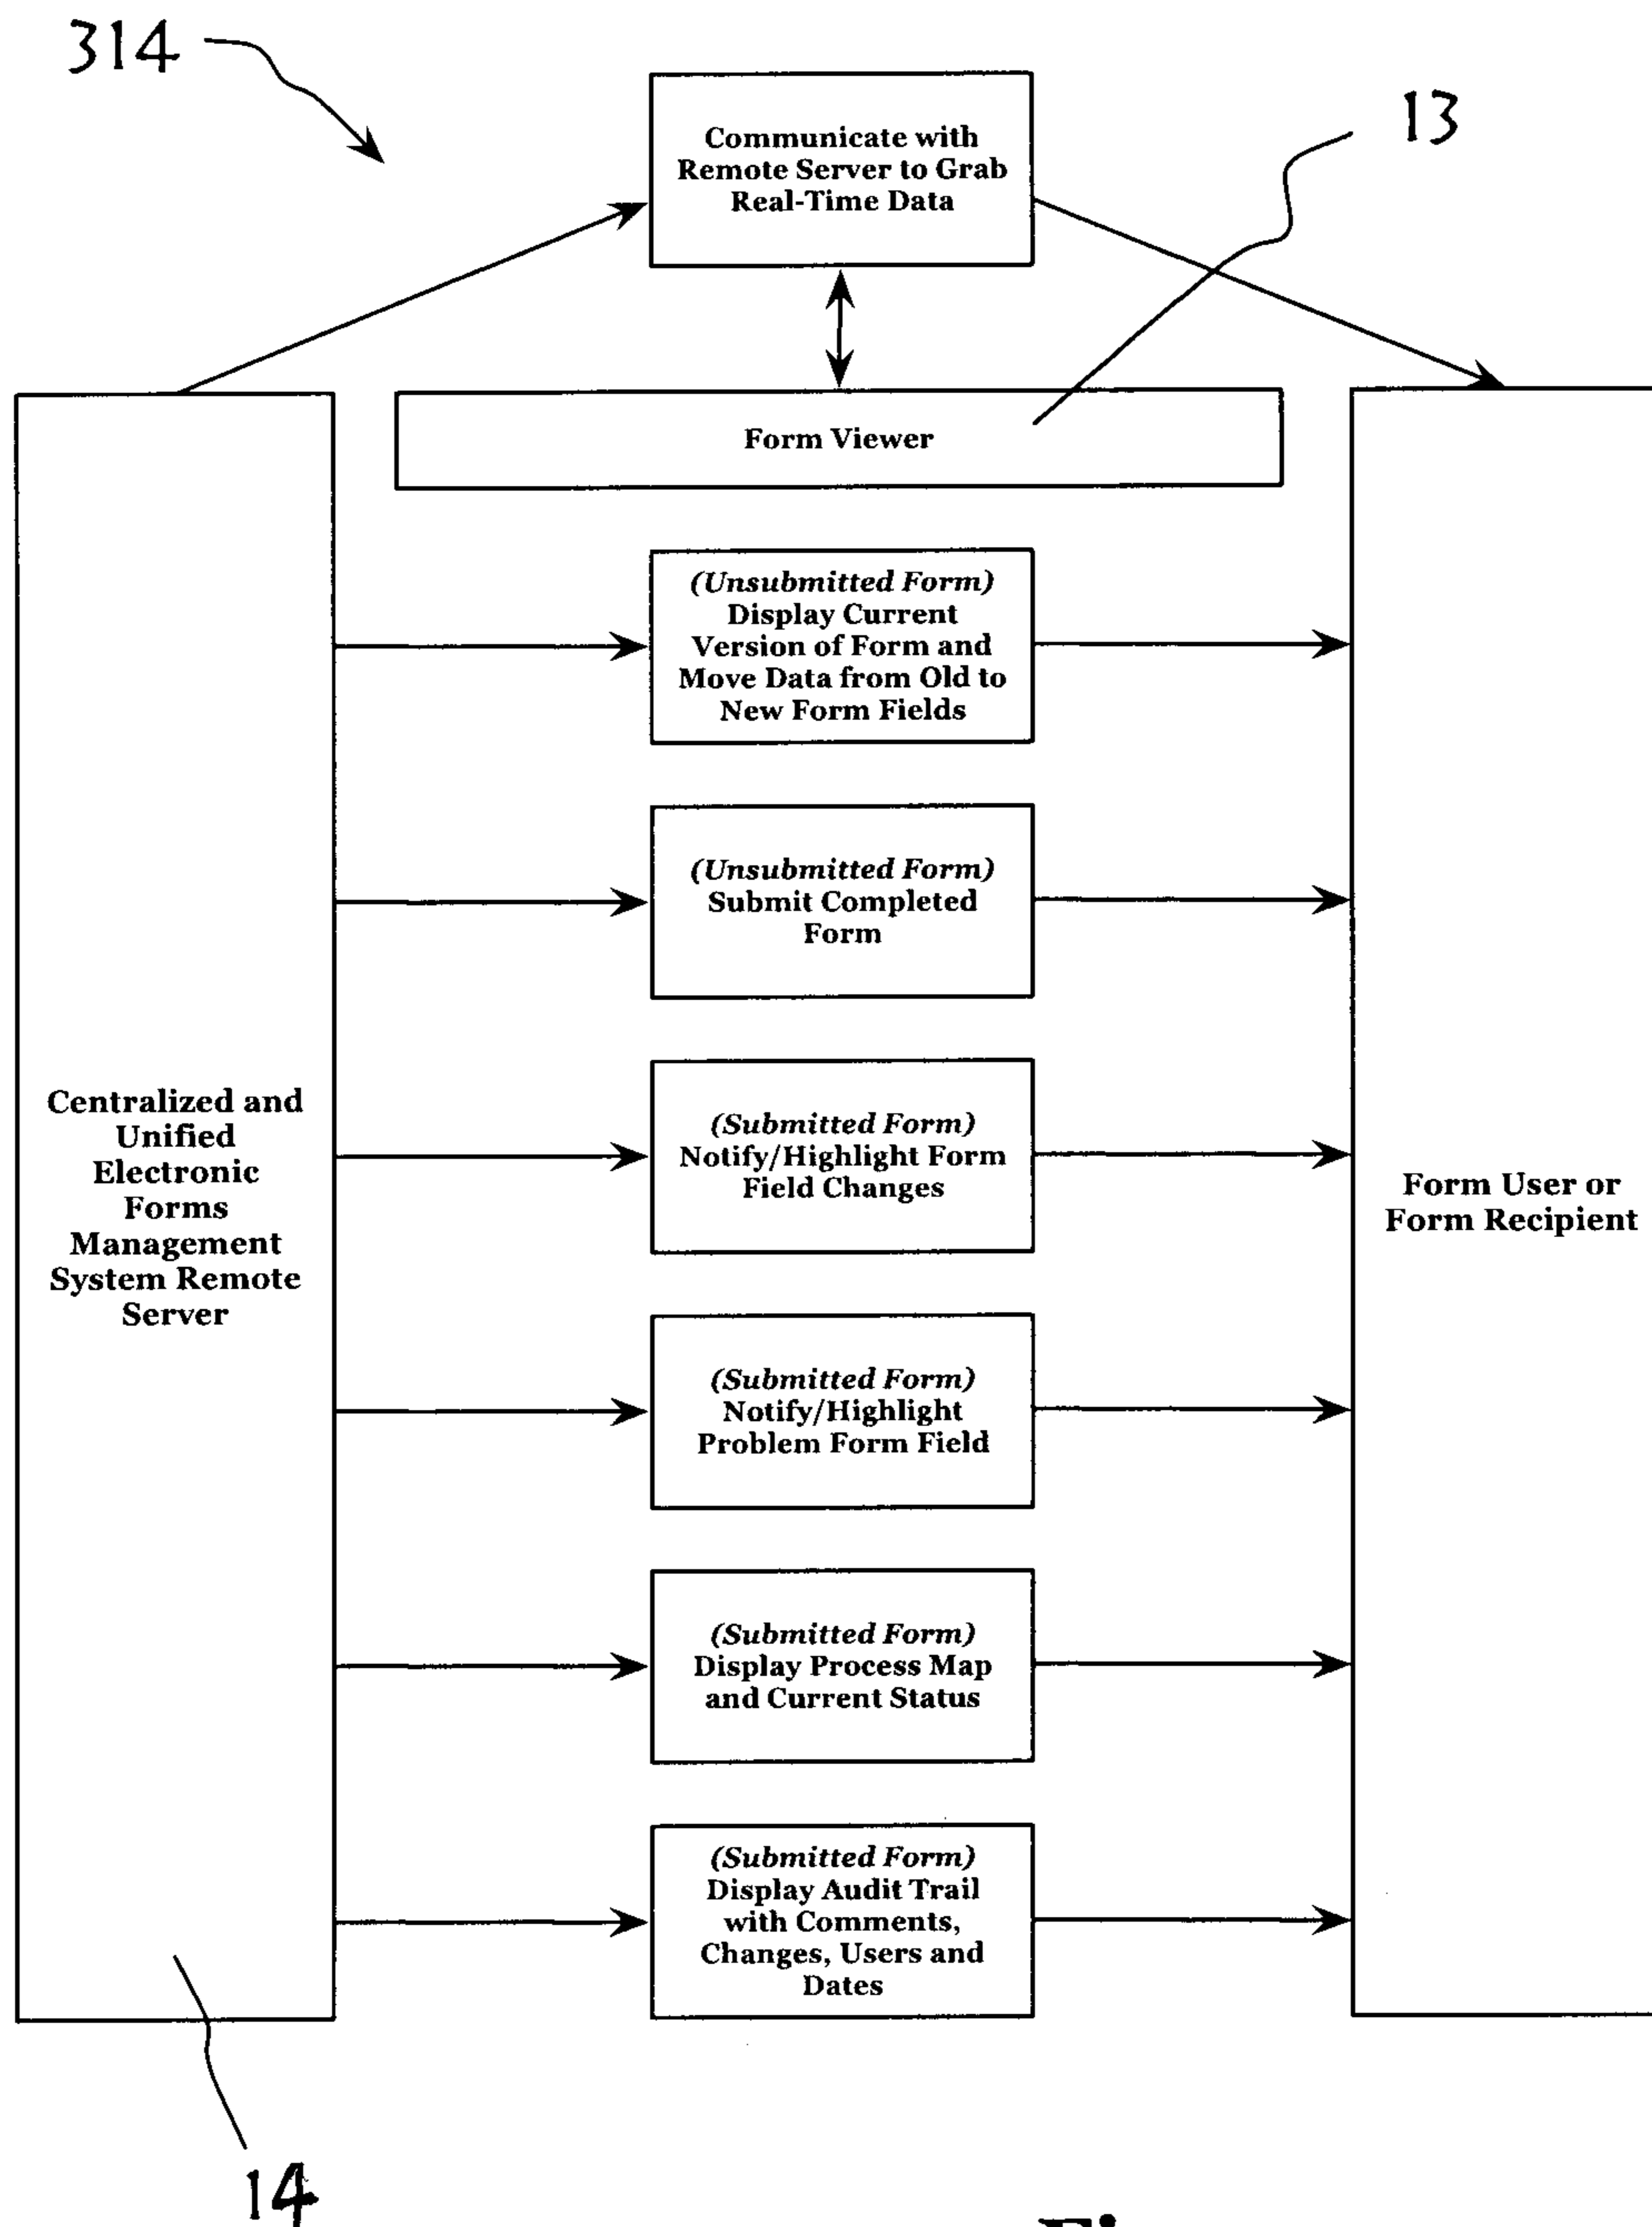 314
13
Communicate with
Remote Server to Grab
Real-Time Data
Form Viewer
(Unsubmitted Form)
Display Current
Version of Form and
Move Data from Old to
New Form Fields
(Unsubmitted Form)
Submit Completed
Form
(Submitted Form)
Notify/Highlight Form
Field Changes
Centralized and
Unified
Electronic
Forms
Management
System Remote
Server
Form User or
Form Recipient
(Submitted Form)
Notify/Highlight
Problem Form Field
(Submitted Form)
Display Process Map
and Current Status
(Submitted Form)
Display Audit Trail
with Comments,
Changes, Users and
Dates
14